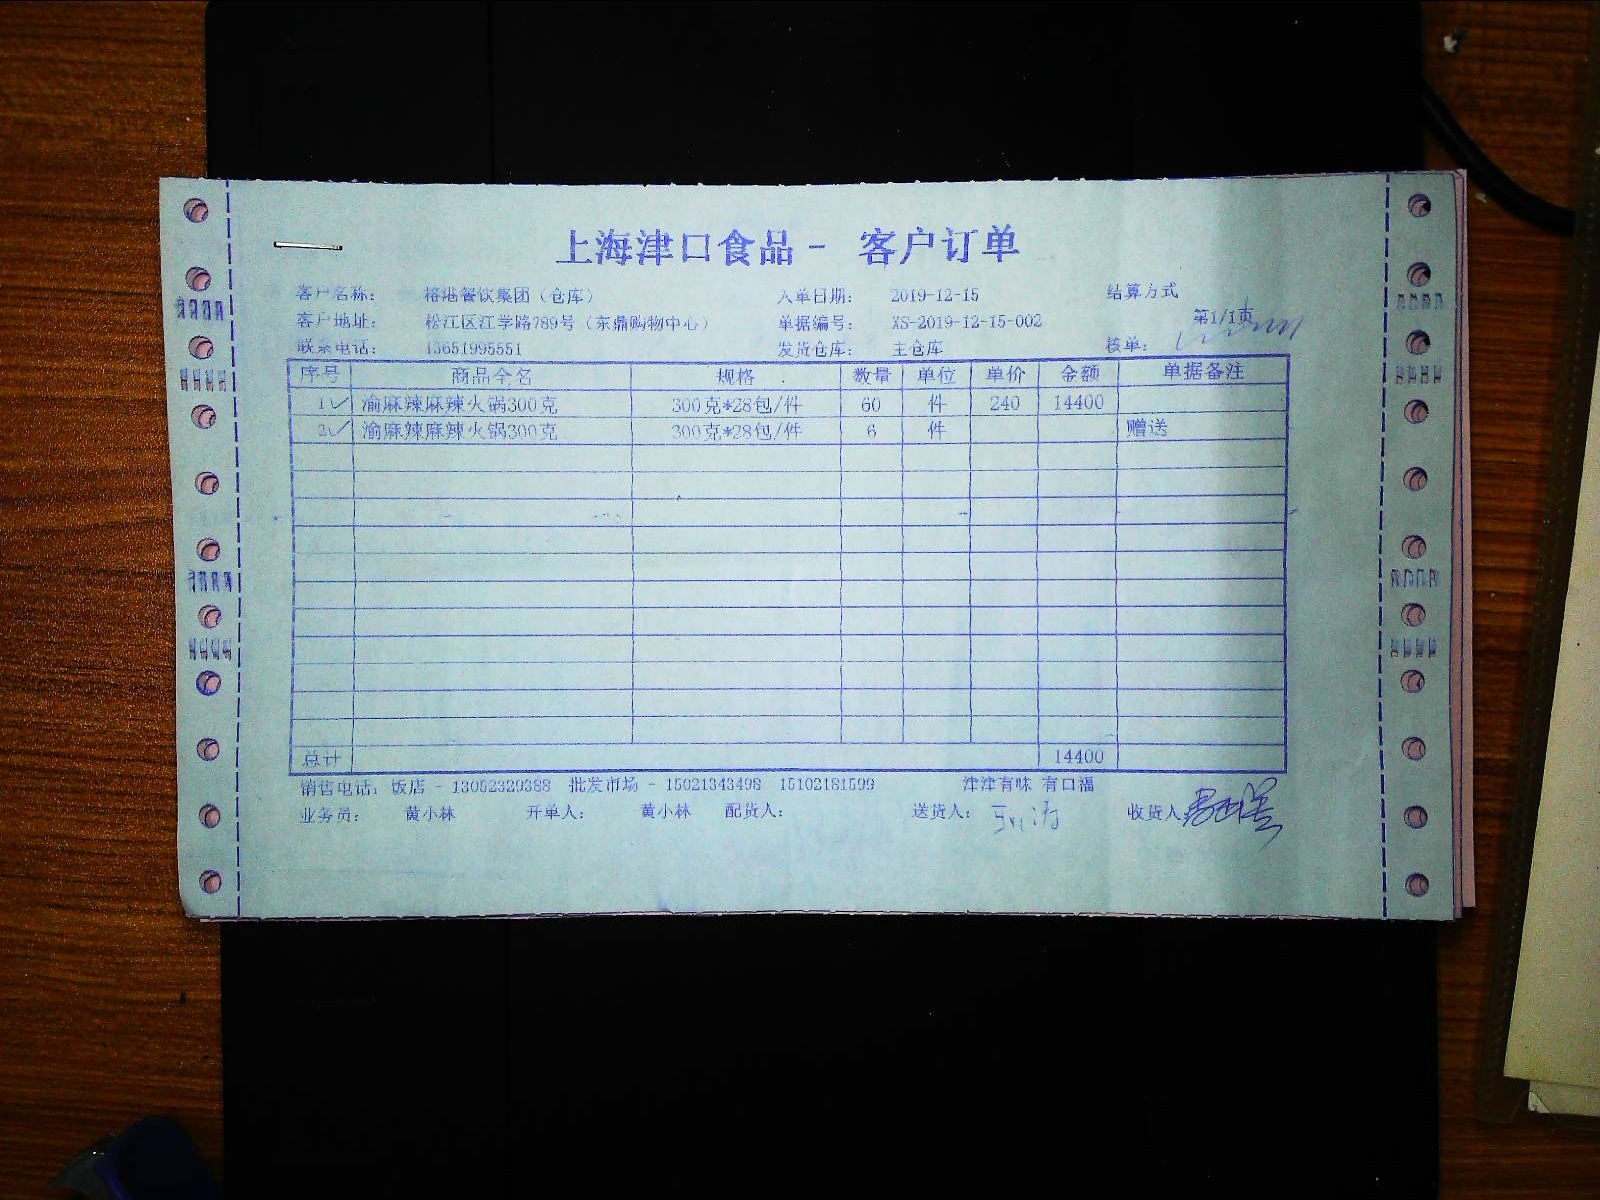 上海津口食品 - 客户订单
客户名称： 榕港餐饮集团（仓库） 入单日期： 2019-12-15 结算方式
客户地址： 松江区江学路789号（东鼎购物中心） 单据编号： XS-2019-12-15-002 第1/1页
联系电话： 13651995551 发货仓库： 主仓库 核单：
序号 商品全名 规格 数量 单位 单价 金额 单据备注
1 渝麻辣麻辣火锅300克 300克*28包/件 60 件 240 14400
2 渝麻辣麻辣火锅300克 300克*28包/件 6 件 赠送
总计 14400
销售电话：饭店 - 13052329388 批发市场 - 15021343498 15102181599 津津有味 有口福
业务员： 黄小林 开单人： 黄小林 配货人： 送货人： 收货人